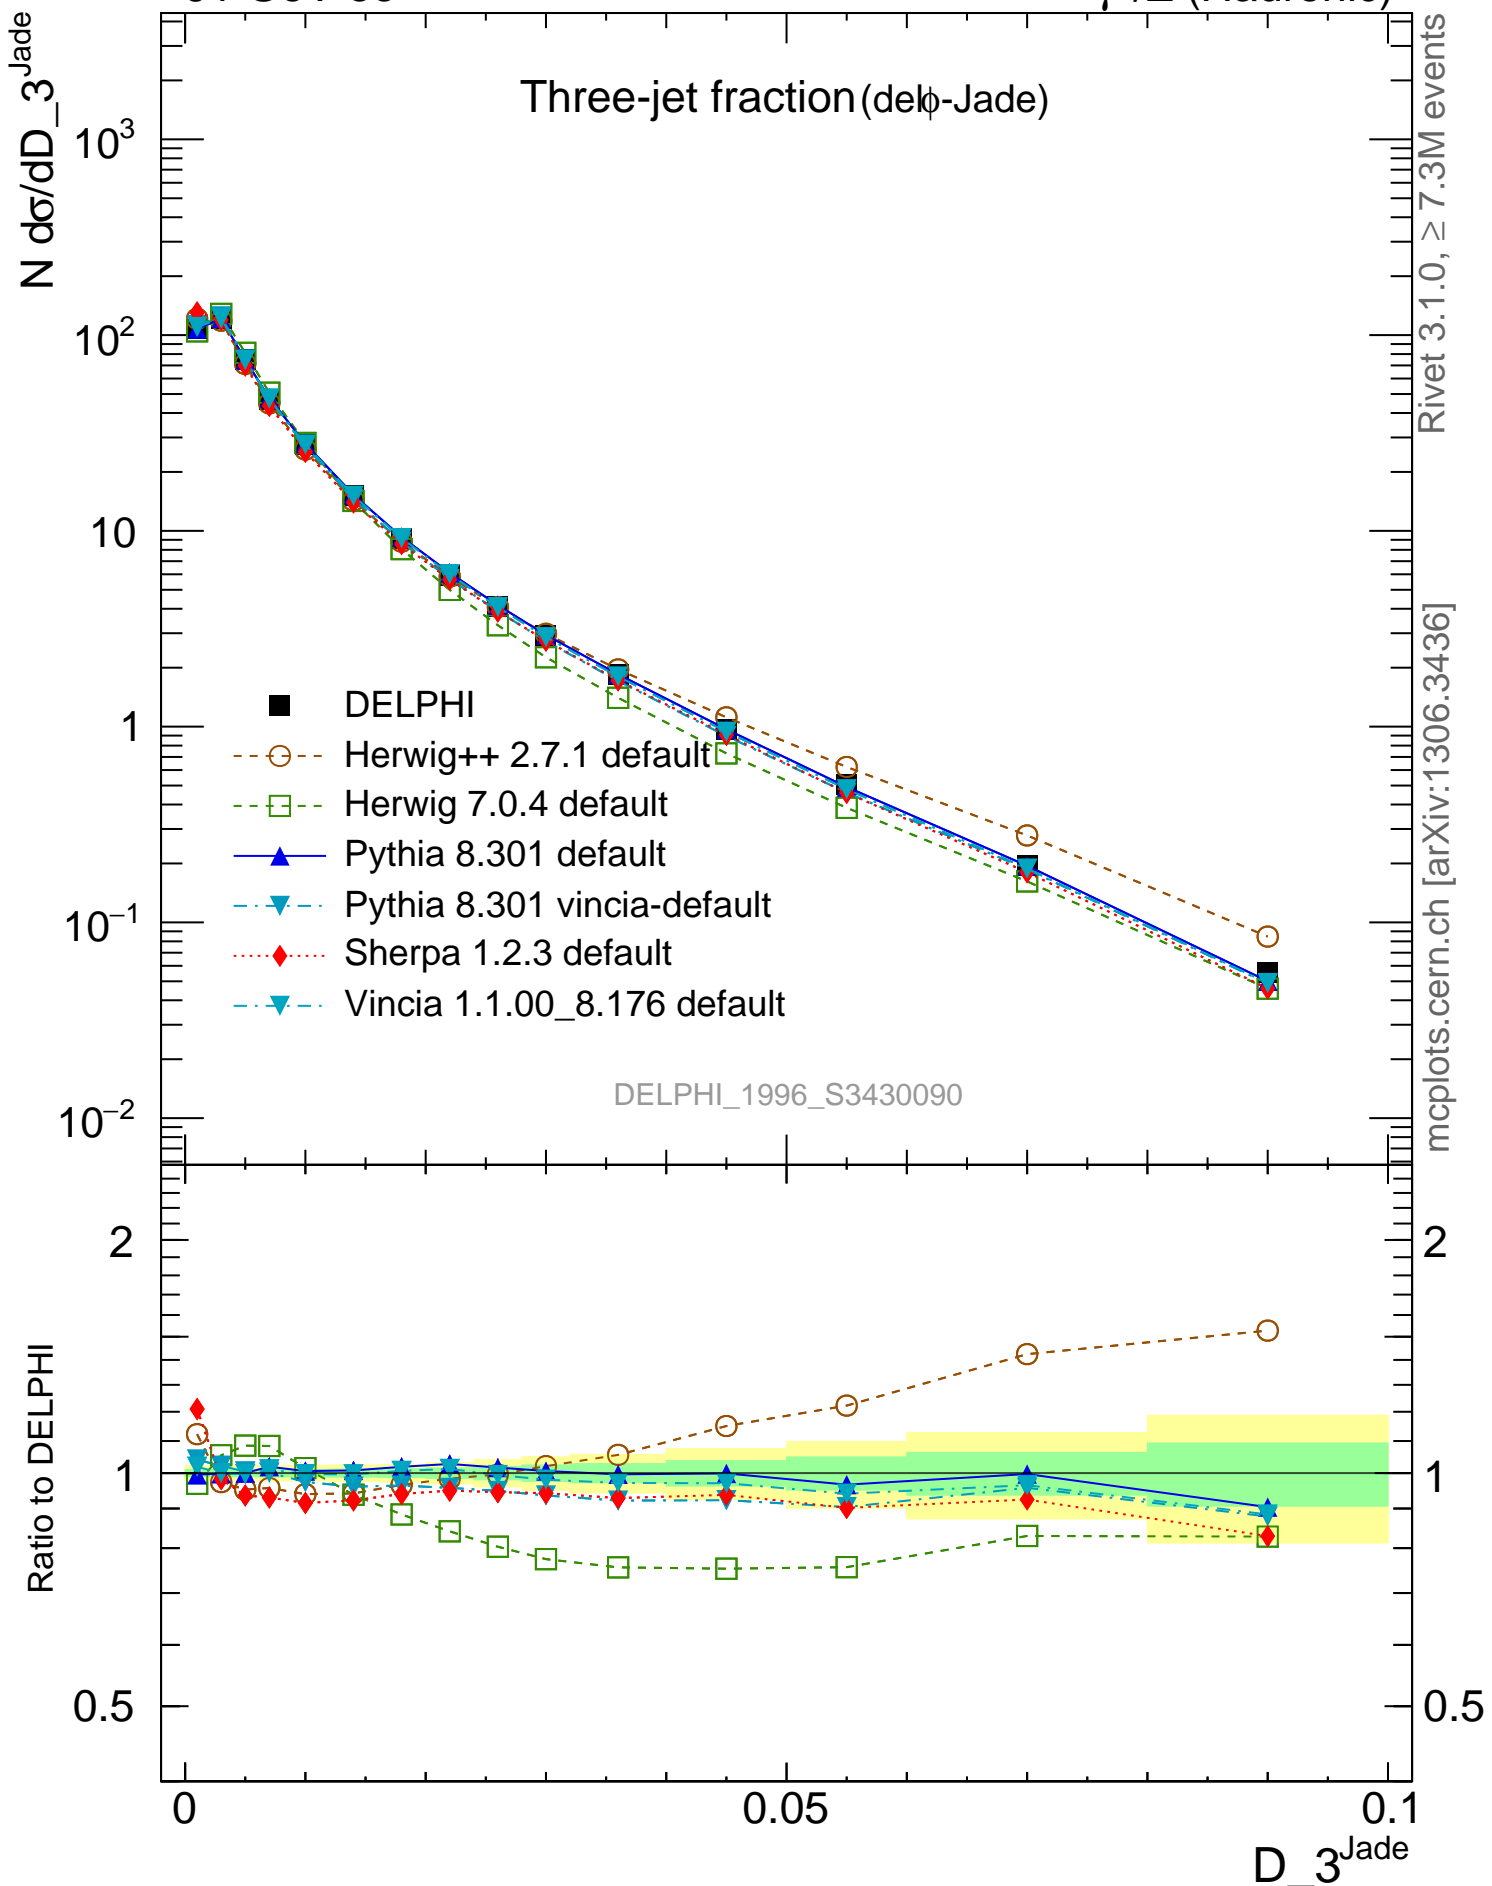 Three-jet fraction (delϕ-Jade)
N dσ/dD_3^Jade
10^3
10^2
10
1
10^−1
10^−2
DELPHI
Herwig++ 2.7.1 default
Herwig 7.0.4 default
Pythia 8.301 default
Pythia 8.301 vincia-default
Sherpa 1.2.3 default
Vincia 1.1.00_8.176 default
DELPHI_1996_S3430090
Rivet 3.1.0, ≥ 7.3M events
mcplots.cern.ch [arXiv:1306.3436]
Ratio to DELPHI
2
1
0.5
2
1
0.5
0
0.05
0.1
D_3^Jade